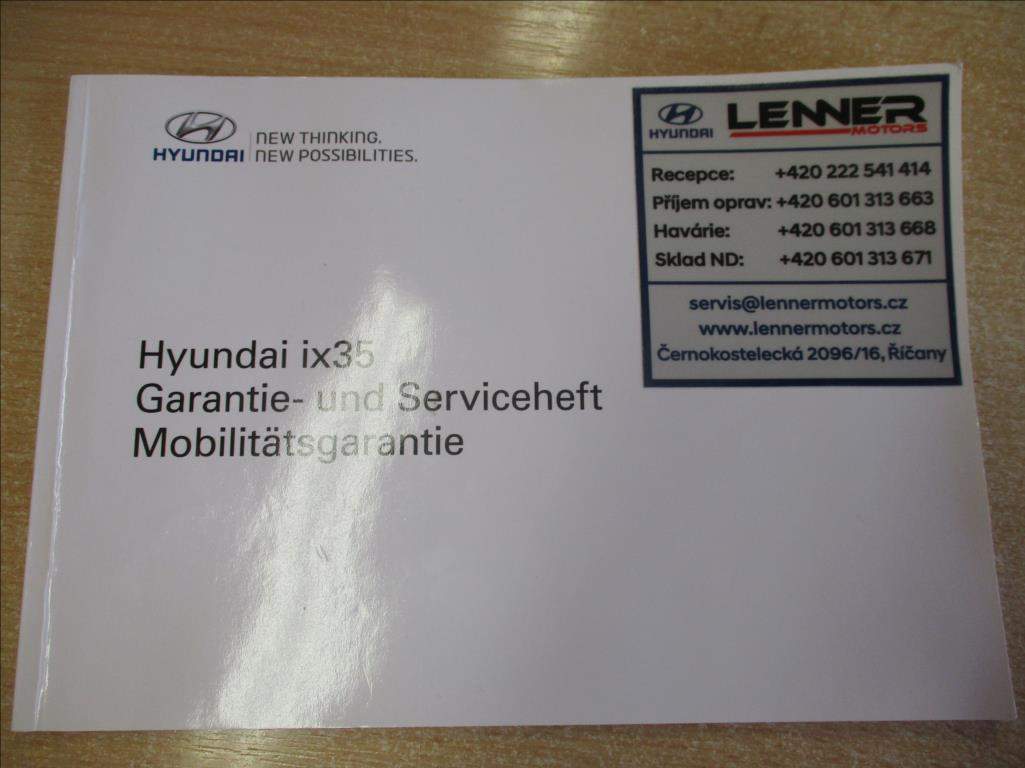 HYUNDAI
NEW THINKING.
NEW POSSIBILITIES.
Hyundai ix35
Garantie- und Serviceheft
Mobilitätsgarantie
HYUNDAI
LENNER
MOTORS
Recepce: +420 222 541 414
Příjem oprav: +420 601 313 663
Havárie: +420 601 313 668
Sklad ND: +420 601 313 671
servis@lennermotors.cz
www.lennermotors.cz
Černokostelecká 2096/16, Říčany